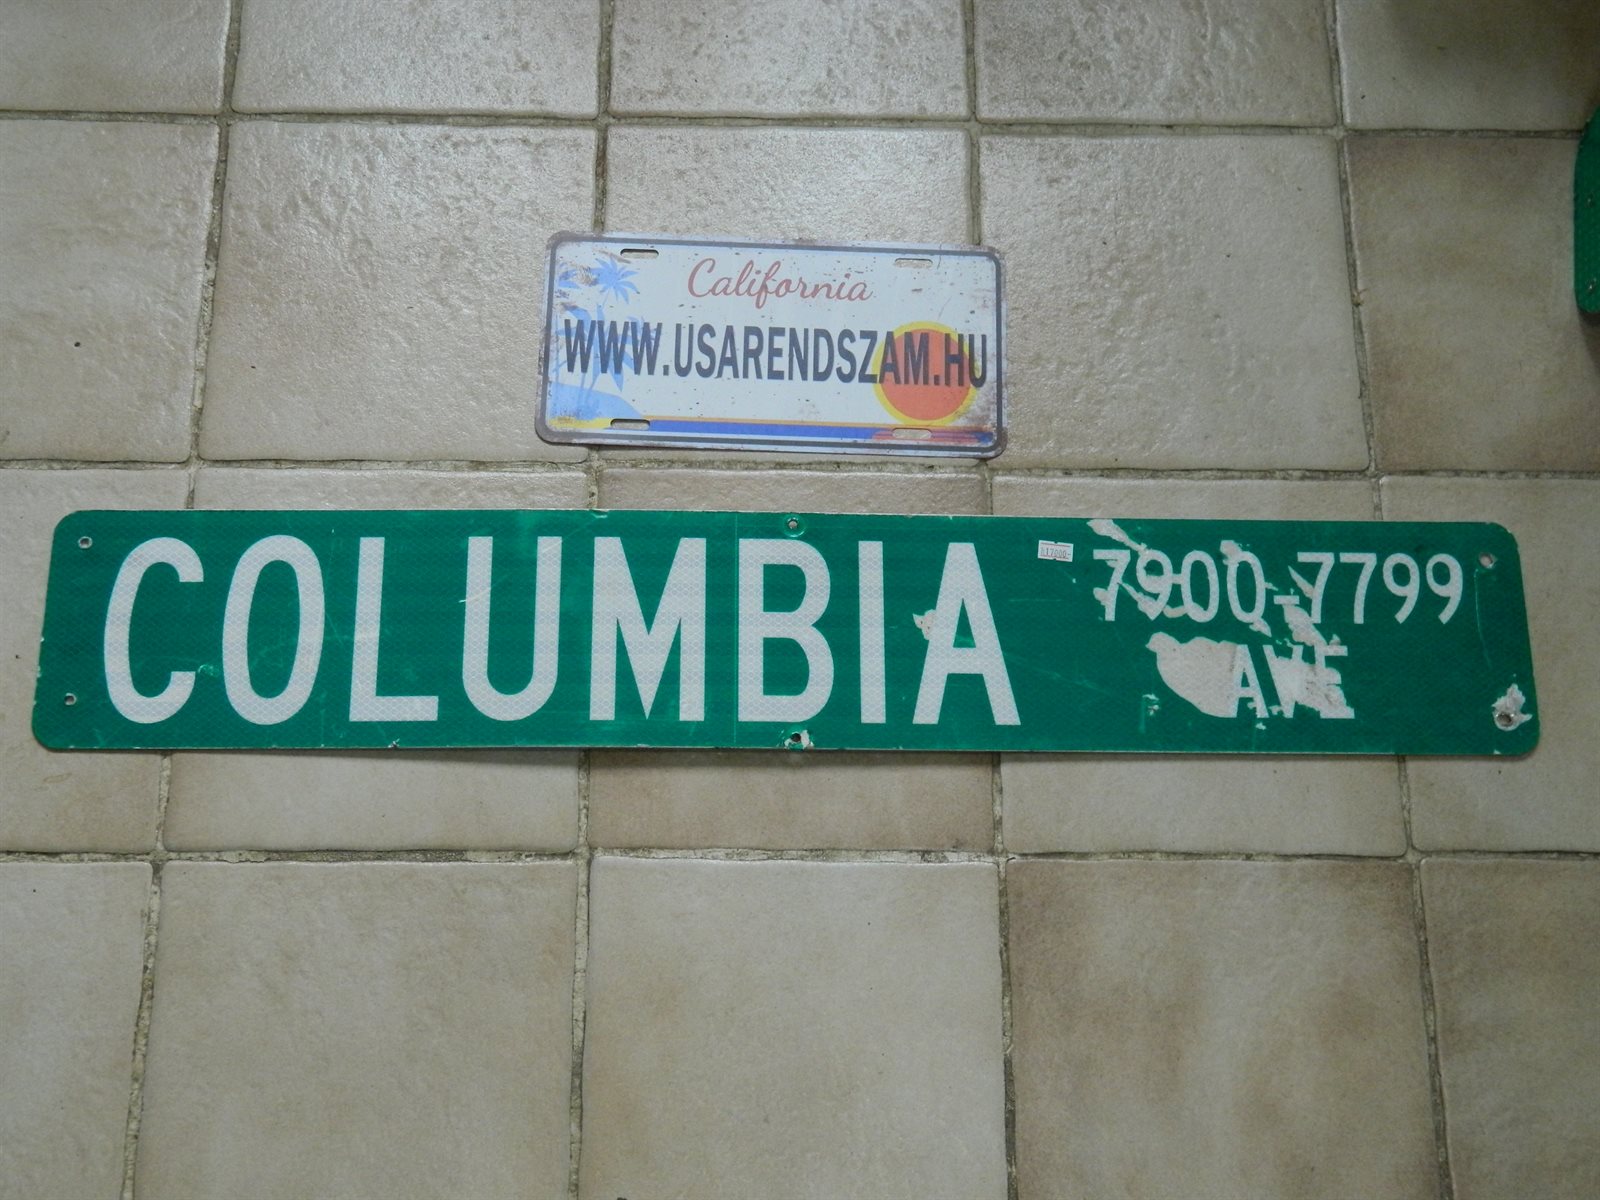 California
WWW.USARENDSZAM.HU
COLUMBIA
7900-7799
AVE